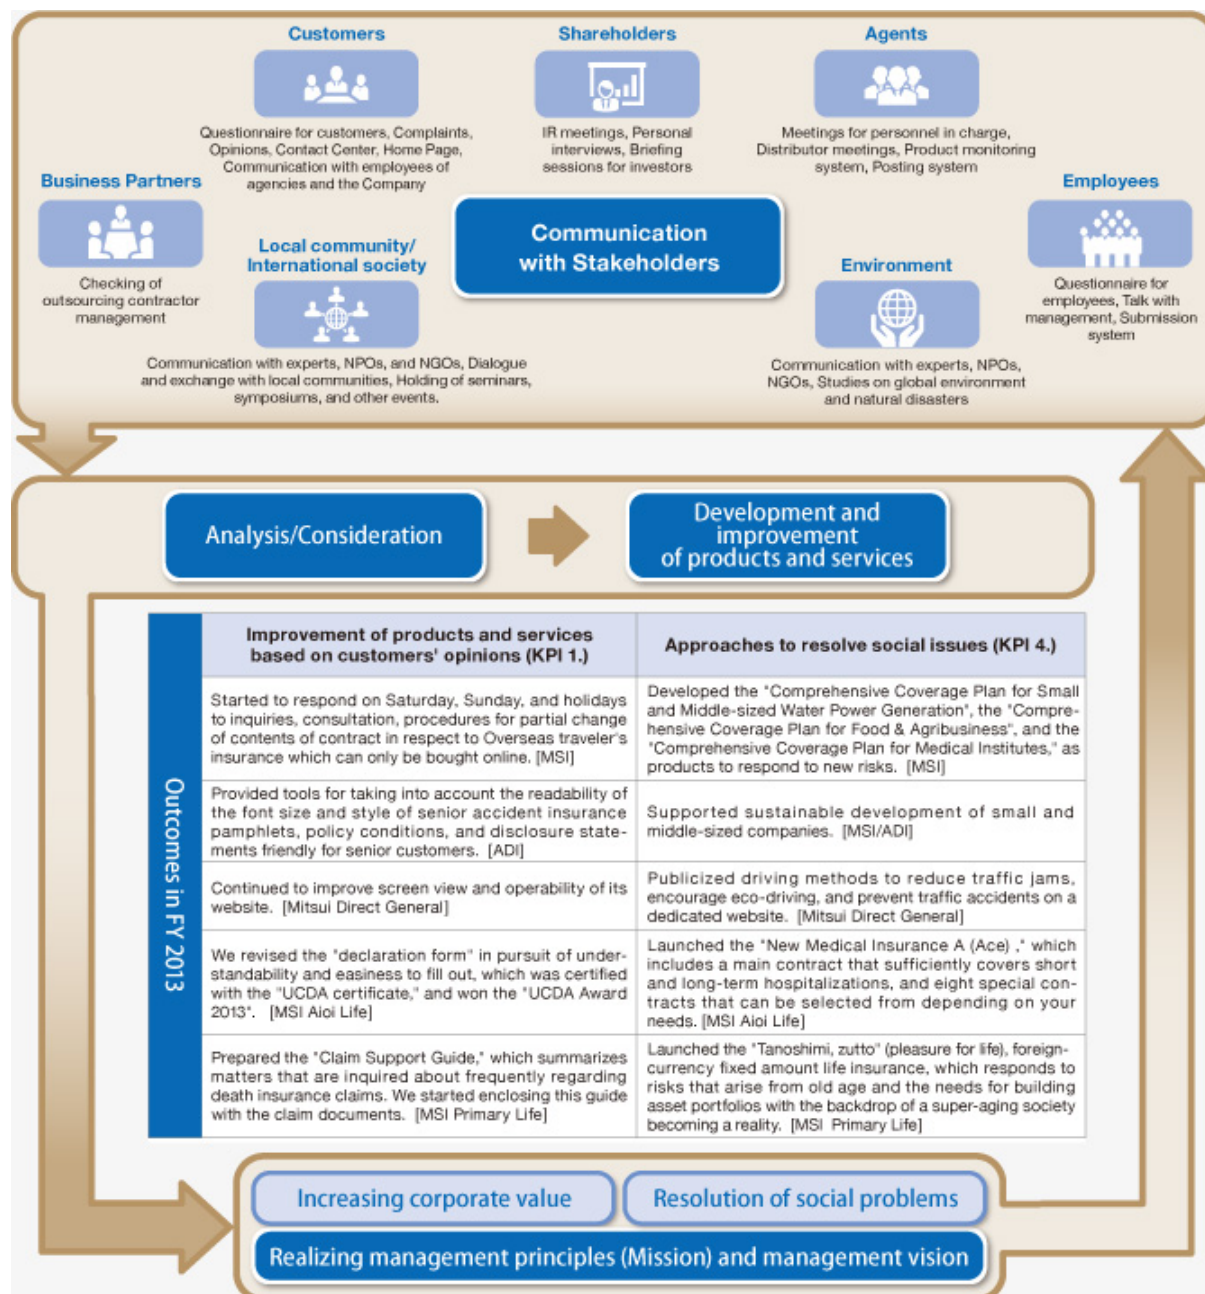 Customers
Questionnaire for customers, Complaints,
Opinions, Contact Center, Home Page,
Communication with employees of
agencies and the Company
Shareholders
IR meetings, Personal
interviews, Briefing
sessions for investors
Agents
Meetings for personnel in charge,
Distributor meetings, Product monitoring
system, Posting system
Business Partners
Checking of
outsourcing contractor
management
Local community/
International society
Communication with experts, NPOs, and NGOs, Dialogue
and exchange with local communities, Holding of seminars,
symposiums, and other events.
Communication
with Stakeholders
Environment
Communication with experts, NPOs,
NGOs, Studies on global environment
and natural disasters
Employees
Questionnaire for
employees, Talk with
management, Submission
system
Analysis/Consideration
Development and
improvement
of products and services
Outcomes in FY 2013
Improvement of products and services
based on customers' opinions (KPI 1.)
Approaches to resolve social issues (KPI 4.)
Started to respond on Saturday, Sunday, and holidays
to inquiries, consultation, procedures for partial change
of contents of contract in respect to Overseas traveler's
insurance which can only be bought online. [MSI]
Developed the "Comprehensive Coverage Plan for Small
and Middle-sized Water Power Generation", the "Compre-
hensive Coverage Plan for Food & Agribusiness", and the
"Comprehensive Coverage Plan for Medical Institutes," as
products to respond to new risks. [MSI]
Provided tools for taking into account the readability of
the font size and style of senior accident insurance
pamphlets, policy conditions, and disclosure state-
ments friendly for senior customers. [ADI]
Supported sustainable development of small and
middle-sized companies. [MSI/ADI]
Continued to improve screen view and operability of its
website. [Mitsui Direct General]
Publicized driving methods to reduce traffic jams,
encourage eco-driving, and prevent traffic accidents on
a dedicated website. [Mitsui Direct General]
We revised the "declaration form" in pursuit of under-
standability and easiness to fill out, which was certified
with the "UCDA certificate," and won the "UCDA Award
2013". [MSI Aioi Life]
Launched the "New Medical Insurance A (Ace) ," which
includes a main contract that sufficiently covers short
and long-term hospitalizations, and eight special con-
tracts that can be selected from depending on your
needs. [MSI Aioi Life]
Prepared the "Claim Support Guide," which summarizes
matters that are inquired about frequently regarding
death insurance claims. We started enclosing this guide
with the claim documents. [MSI Primary Life]
Launched the "Tanoshimi, zutto" (pleasure for life), foreign-
currency fixed amount life insurance, which responds to
risks that arise from old age and the needs for building
asset portfolios with the backdrop of a super-aging society
becoming a reality. [MSI Primary Life]
Increasing corporate value
Resolution of social problems
Realizing management principles (Mission) and management vision